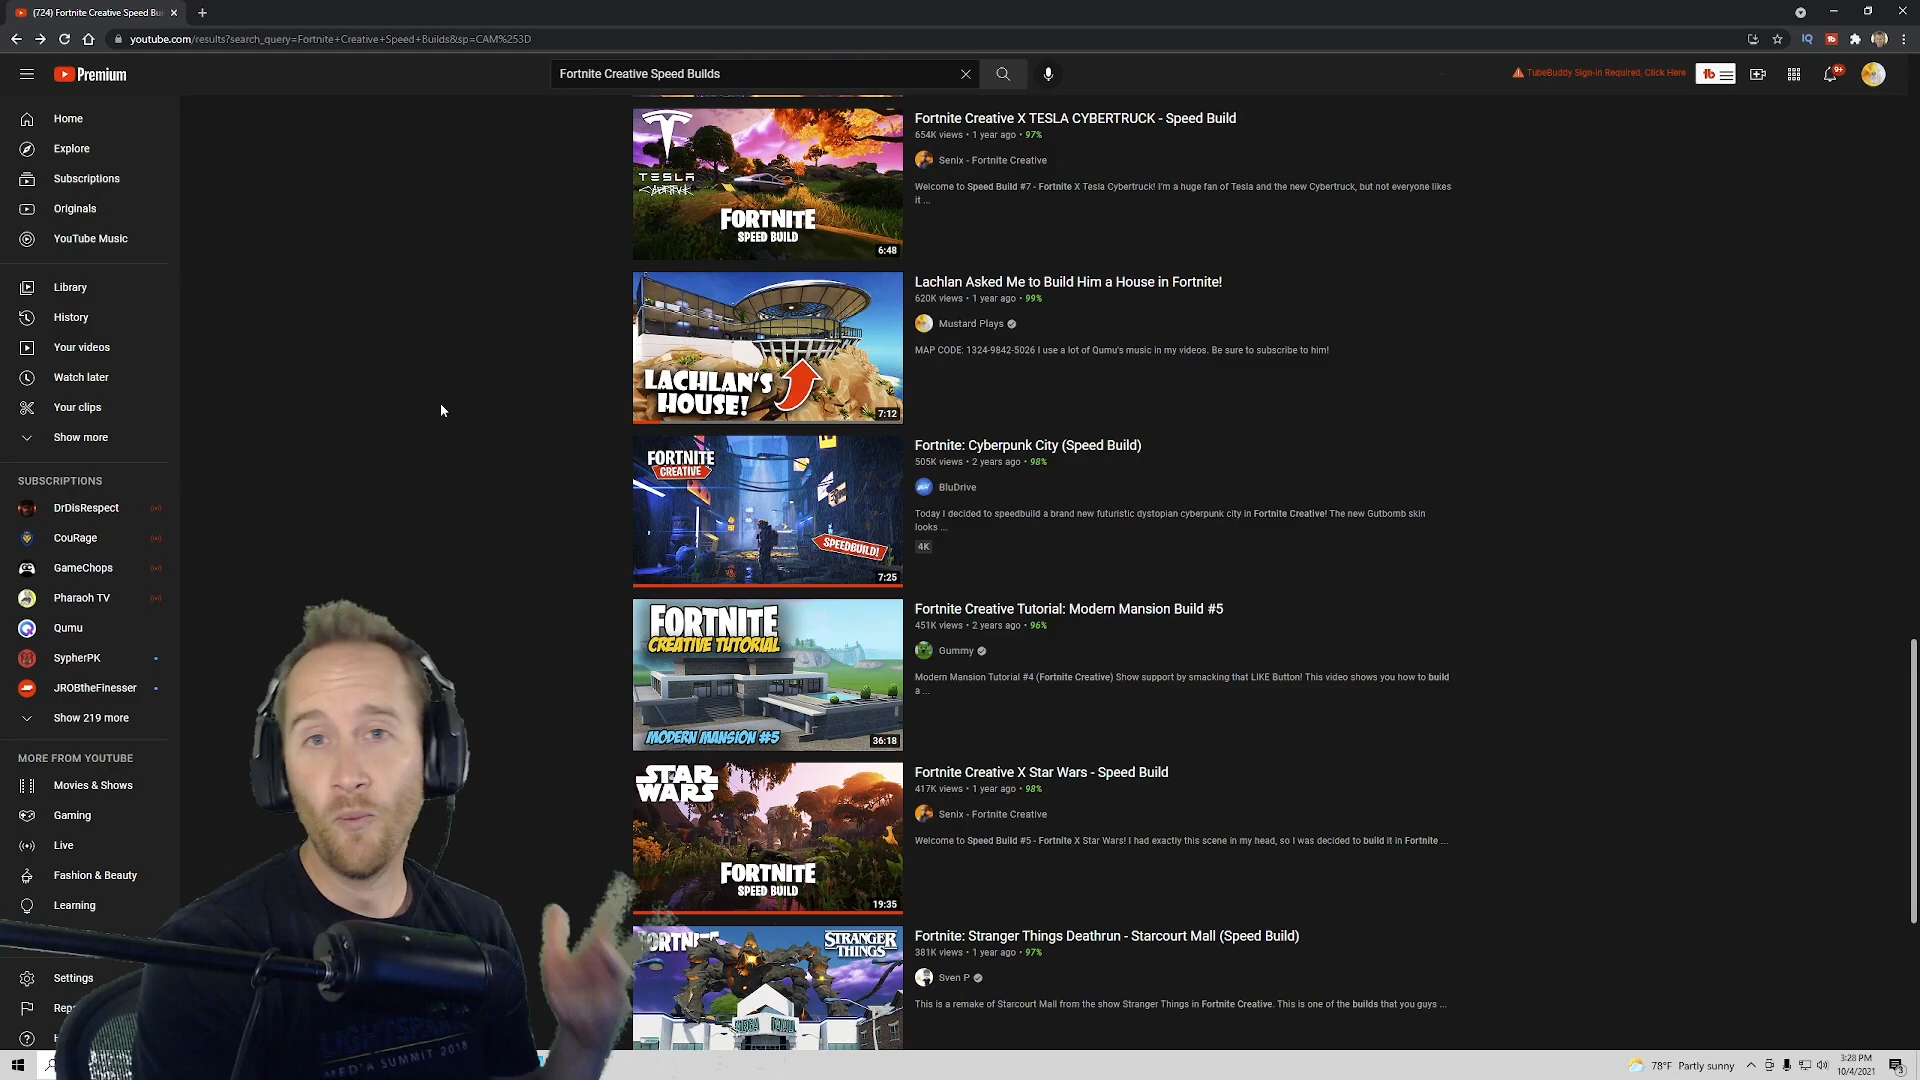 (724) Fortnite Creative Speed Bui
youtube.com/results?search_query=Fortnite+Creative+Speed+Builds&sp=CAM%253D
Premium
Fortnite Creative Speed Builds
TubeBuddy Sign-in Required, Click Here
9+
Home
Explore
Subscriptions
Originals
YouTube Music
Library
History
Your videos
Watch later
Your clips
Show more
SUBSCRIPTIONS
DrDisRespect
CouRage
GameChops
Pharaoh TV
Qumu
SypherPK
JROBtheFinesser
Show 219 more
MORE FROM YOUTUBE
Movies & Shows
Gaming
Live
Fashion & Beauty
Learning
Settings
TESLA
CYBERTRUCK
FORTNITE
SPEED BUILD
6:48
Fortnite Creative X TESLA CYBERTRUCK - Speed Build
654K views • 1 year ago • 97%
Senix - Fortnite Creative
Welcome to Speed Build #7 - Fortnite X Tesla Cybertruck! I'm a huge fan of Tesla and the new Cybertruck, but not everyone likes
it ...
LACHLAN'S
HOUSE!
7:12
Lachlan Asked Me to Build Him a House in Fortnite!
620K views • 1 year ago • 99%
Mustard Plays
MAP CODE: 1324-9842-5026 I use a lot of Qumu's music in my videos. Be sure to subscribe to him!
FORTNITE
CREATIVE
SPEEDBUILD!
7:25
Fortnite: Cyberpunk City (Speed Build)
505K views • 2 years ago • 98%
BluDrive
Today I decided to speedbuild a brand new futuristic dystopian cyberpunk city in Fortnite Creative! The new Gutbomb skin
looks ...
4K
FORTNITE
CREATIVE TUTORIAL
MODERN MANSION #5
36:18
Fortnite Creative Tutorial: Modern Mansion Build #5
451K views • 2 years ago • 96%
Gummy
Modern Mansion Tutorial #4 (Fortnite Creative) Show support by smacking that LIKE Button! This video shows you how to build
a ...
STAR
WARS
FORTNITE
SPEED BUILD
19:35
Fortnite Creative X Star Wars - Speed Build
417K views • 1 year ago • 98%
Senix - Fortnite Creative
Welcome to Speed Build #5 - Fortnite X Star Wars! I had exactly this scene in my head, so I was decided to build it in Fortnite ...
STRANGER
THINGS
MEGA MALL
Fortnite: Stranger Things Deathrun - Starcourt Mall (Speed Build)
381K views • 1 year ago • 97%
Sven P
This is a remake of Starcourt Mall from the show Stranger Things in Fortnite Creative. This is one of the builds that you guys ...
MEDIA SUMMIT 2018
78°F Partly sunny
3:28 PM
10/4/2021
3